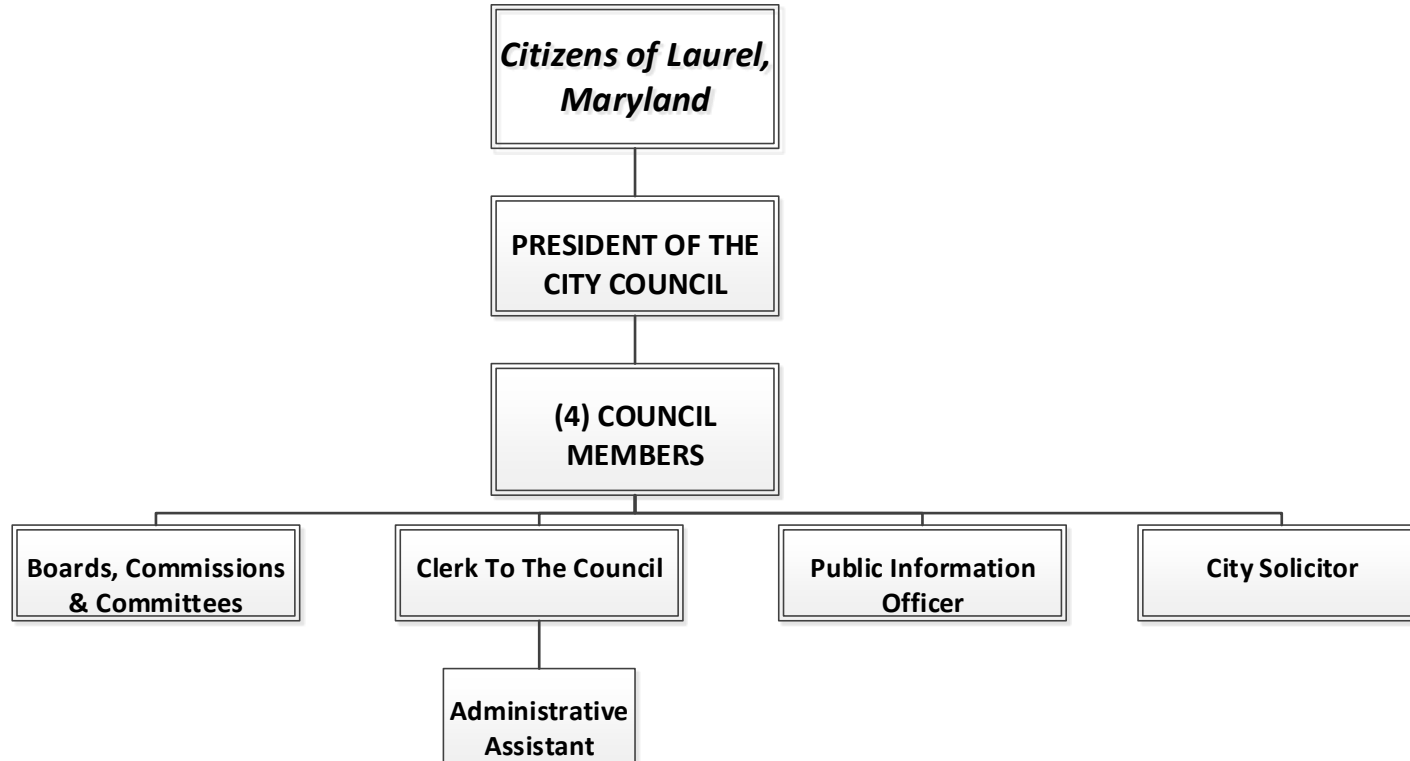 Citizens of Laurel,
Maryland
PRESIDENT OF THE
CITY COUNCIL
(4) COUNCIL
MEMBERS
Boards, Commissions
& Committees
Clerk To The Council
Public Information
Officer
City Solicitor
Administrative
Assistant